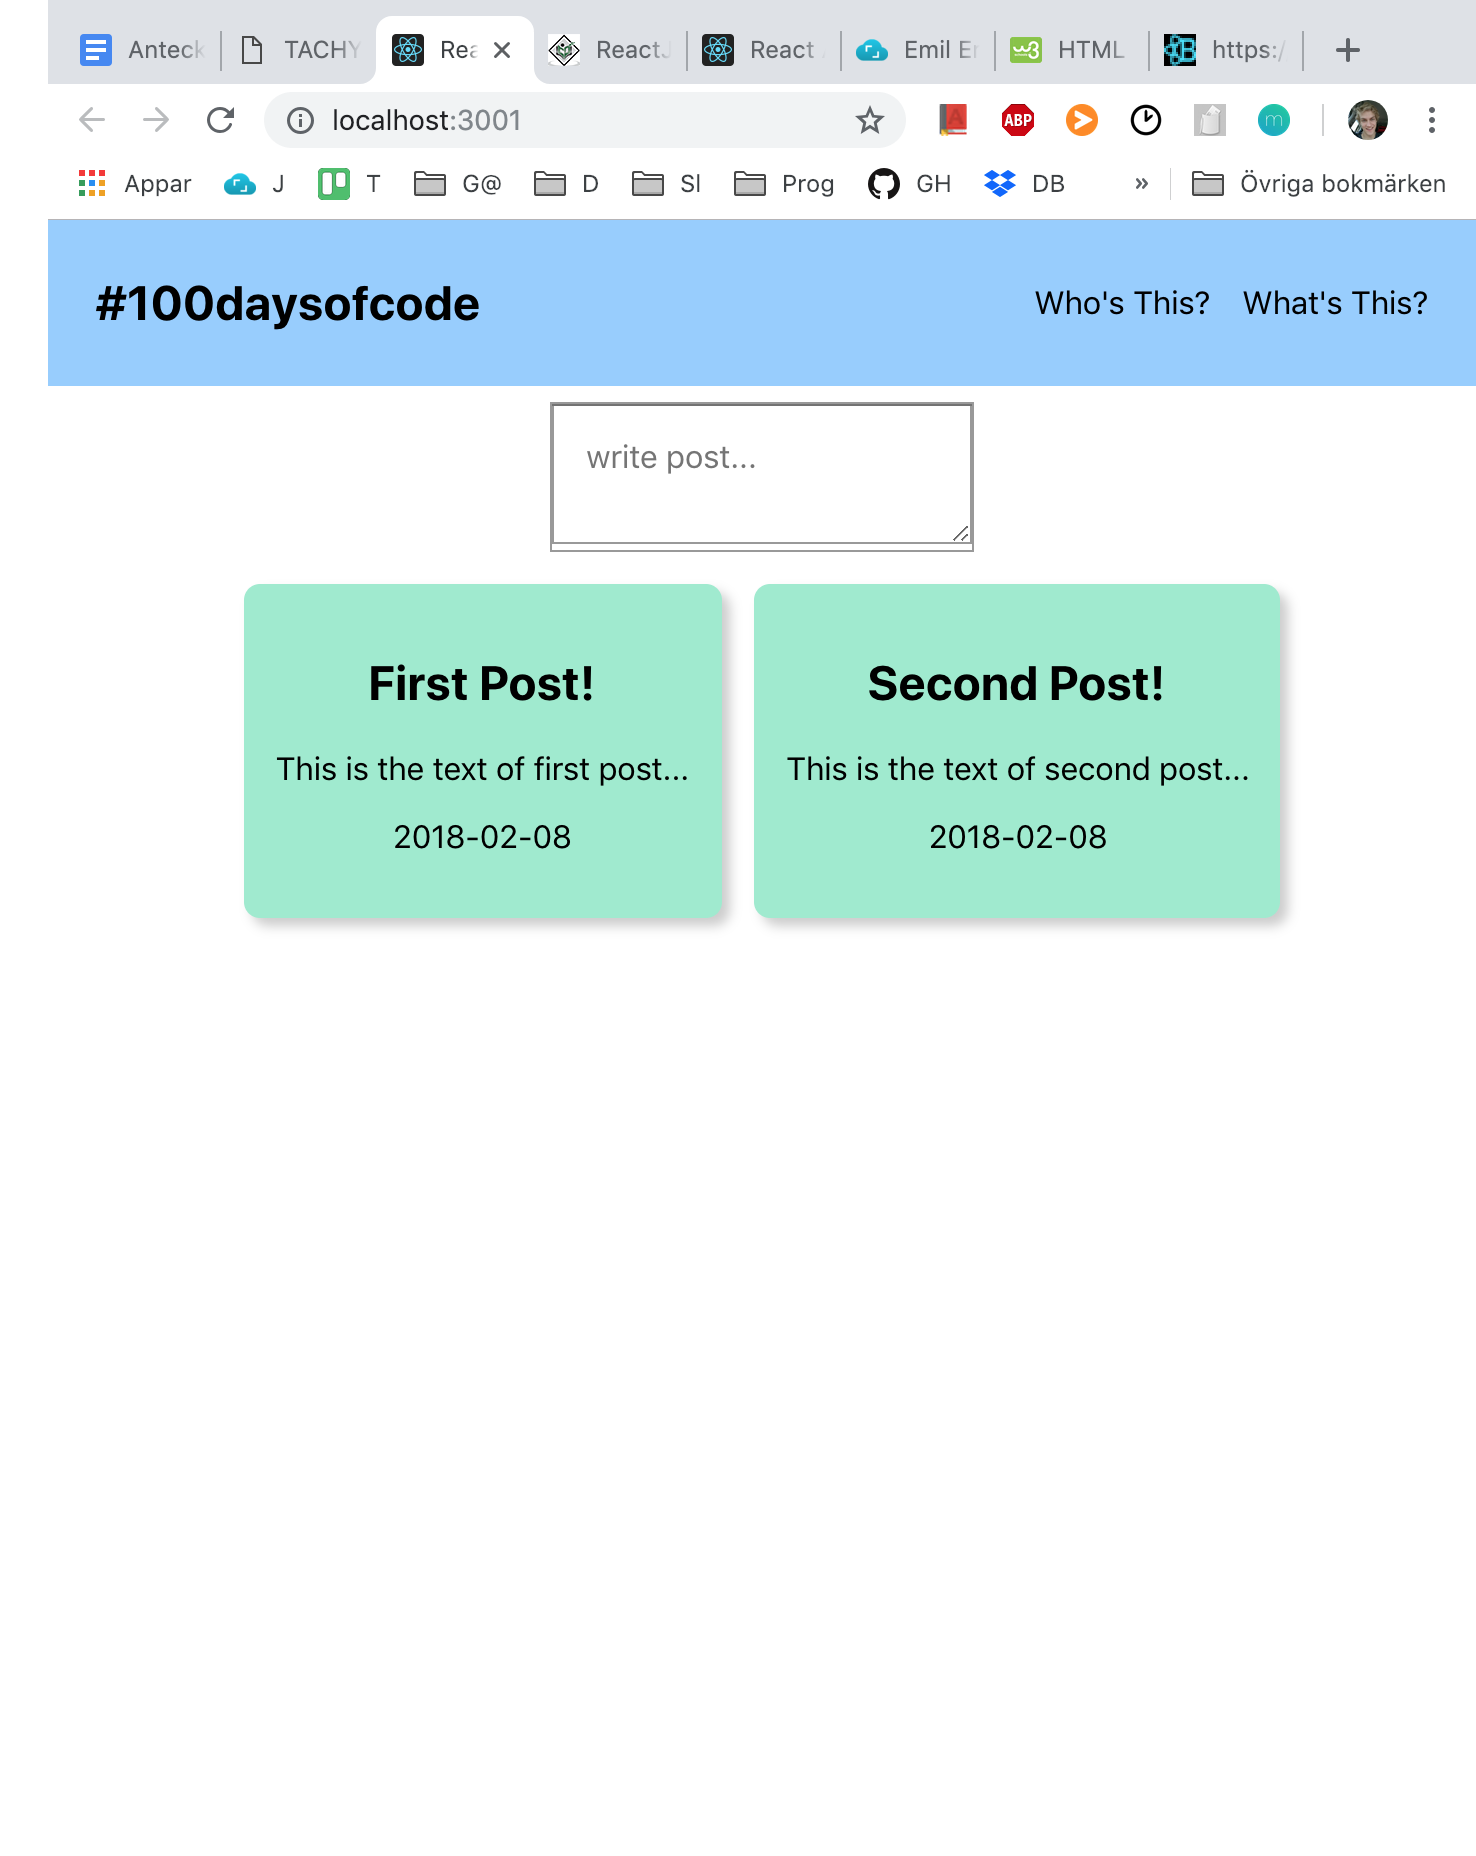 Anteck TACHY Rea ReactJ React Emil Er HTML https:/
localhost:3001 ABP m
Appar J T G@ D Sl Prog GH DB » Övriga bokmärken
#100daysofcode Who's This? What's This?
write post...
First Post! Second Post!
This is the text of first post... This is the text of second post...
2018-02-08 2018-02-08